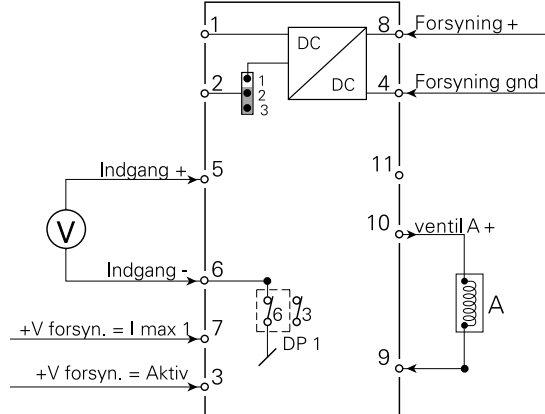 1
8
Forsyning +
DC
2
1
2
3
DC
4
Forsyning gnd
Indgang +
5
11
V
10
ventil A +
Indgang -
6
6
3
A
DP 1
+V forsyn. = I max 1
7
9
+V forsyn. = Aktiv
3